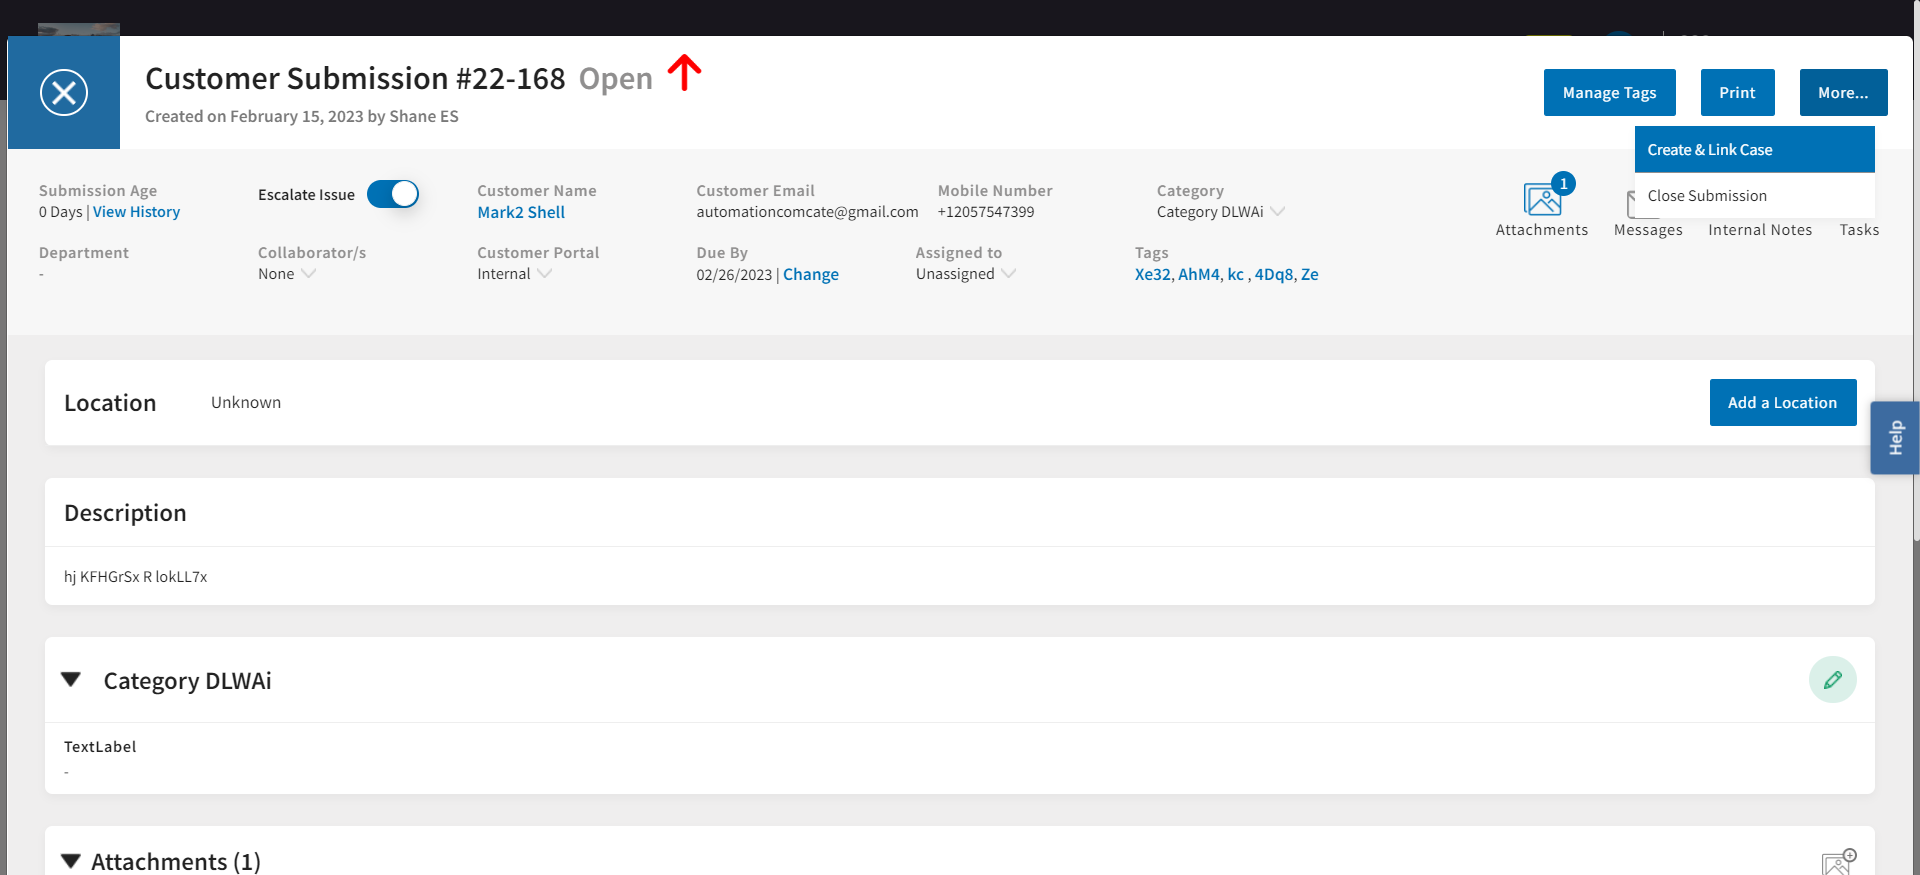 Customer Submission #22-168 Open
Created on February 15, 2023 by Shane ES
Manage Tags
Print
More...
Create & Link Case
Close Submission
Submission Age
0 Days | View History
Escalate Issue
Customer Name
Mark2 Shell
Customer Email
automationcomcate@gmail.com
Mobile Number
+12057547399
Category
Category DLWAi
1
Attachments
Messages
Internal Notes
Tasks
Department
-
Collaborator/s
None
Customer Portal
Internal
Due By
02/26/2023 | Change
Assigned to
Unassigned
Tags
Xe32, AhM4, kc , 4Dq8, Ze
Location
Unknown
Add a Location
Help
Description
hj KFHGrSx R lokLL7x
Category DLWAi
TextLabel
-
Attachments (1)